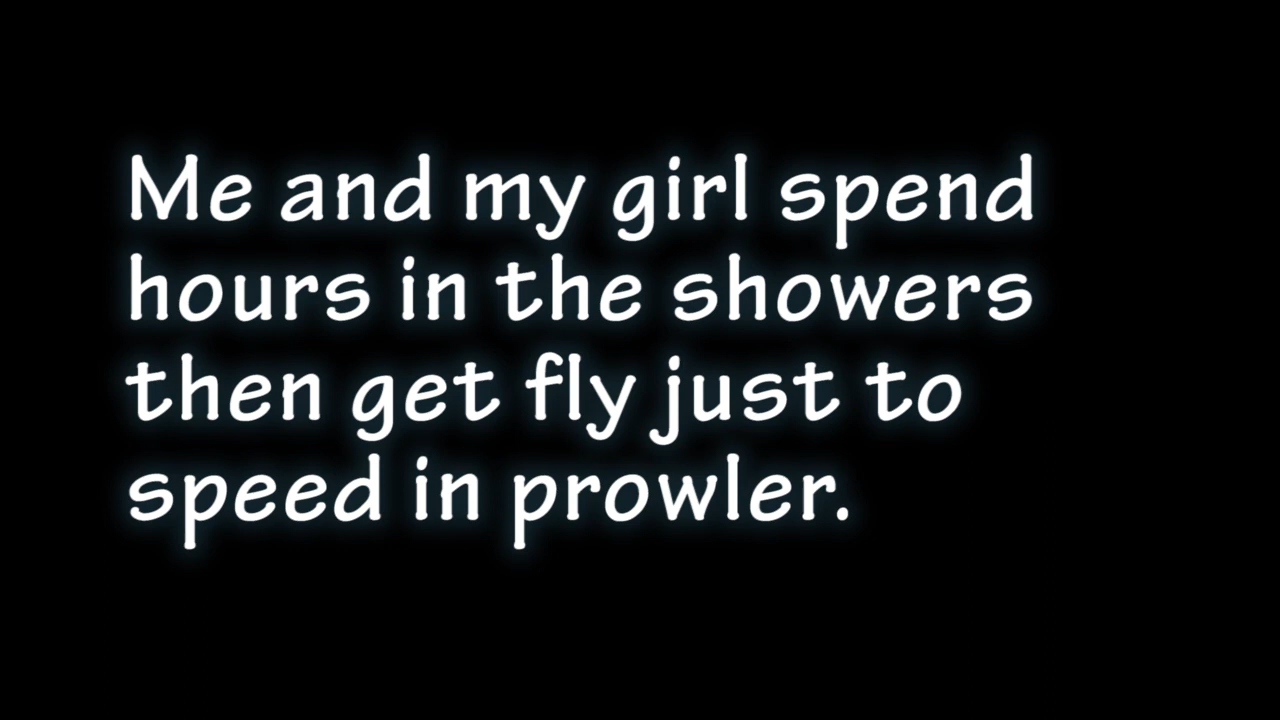 Me and my girl spend
hours in the showers
then get fly just to
speed in prowler.